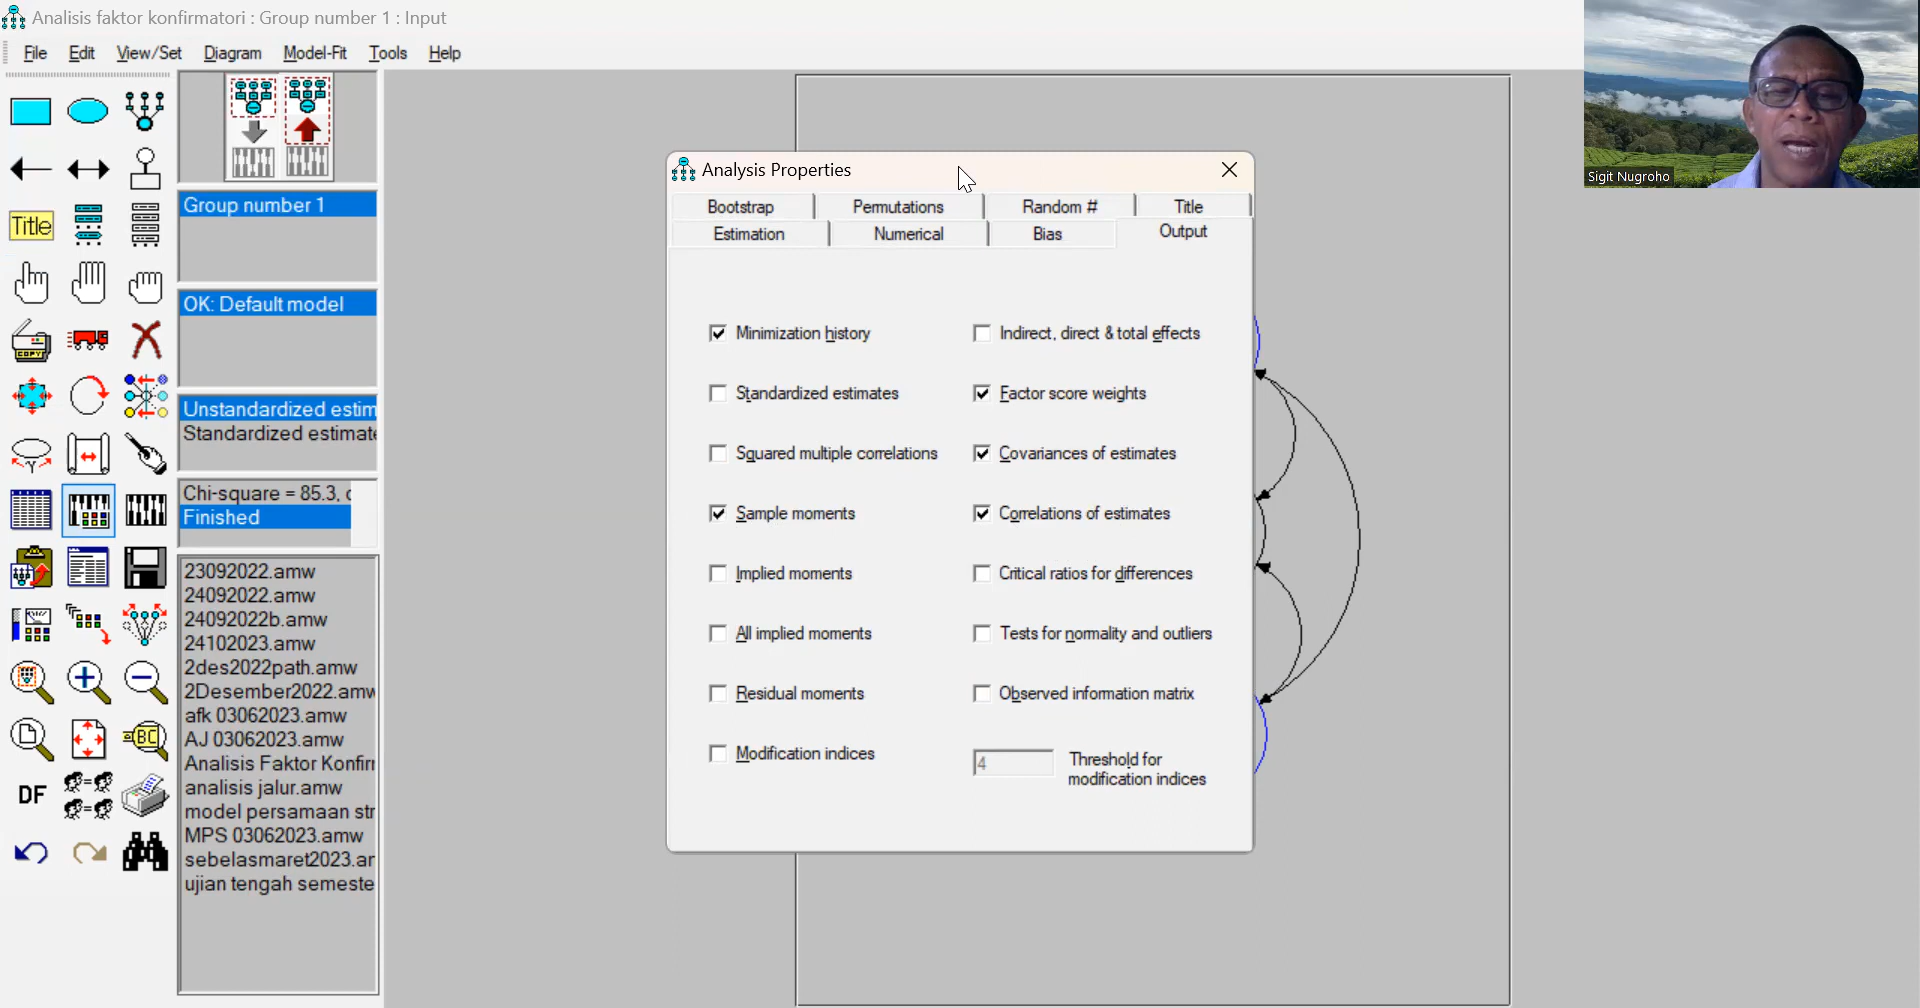 Analisis faktor konfirmatori : Group number 1 : Input
File Edit View/Set Diagram Model-Fit Tools Help
Title
COPY
BC
DF
Group number 1
OK: Default model
Unstandardized estim
Standardized estimate
Chi-square = 85.3, c
Finished
23092022.amw
24092022.amw
24092022b.amw
24102023.amw
2des2022path.amw
2Desember2022.amw
afk 03062023.amw
AJ 03062023.amw
Analisis Faktor Konfirr
analisis jalur.amw
model persamaan str
MPS 03062023.amw
sebelasmaret2023.ar
ujian tengah semeste
Analysis Properties
Bootstrap Permutations Random # Title
Estimation Numerical Bias Output
Minimization history
Indirect, direct & total effects
Standardized estimates
Factor score weights
Squared multiple correlations
Covariances of estimates
Sample moments
Correlations of estimates
Implied moments
Critical ratios for differences
All implied moments
Tests for normality and outliers
Residual moments
Observed information matrix
Modification indices
4
Threshold for
modification indices
Sigit Nugroho